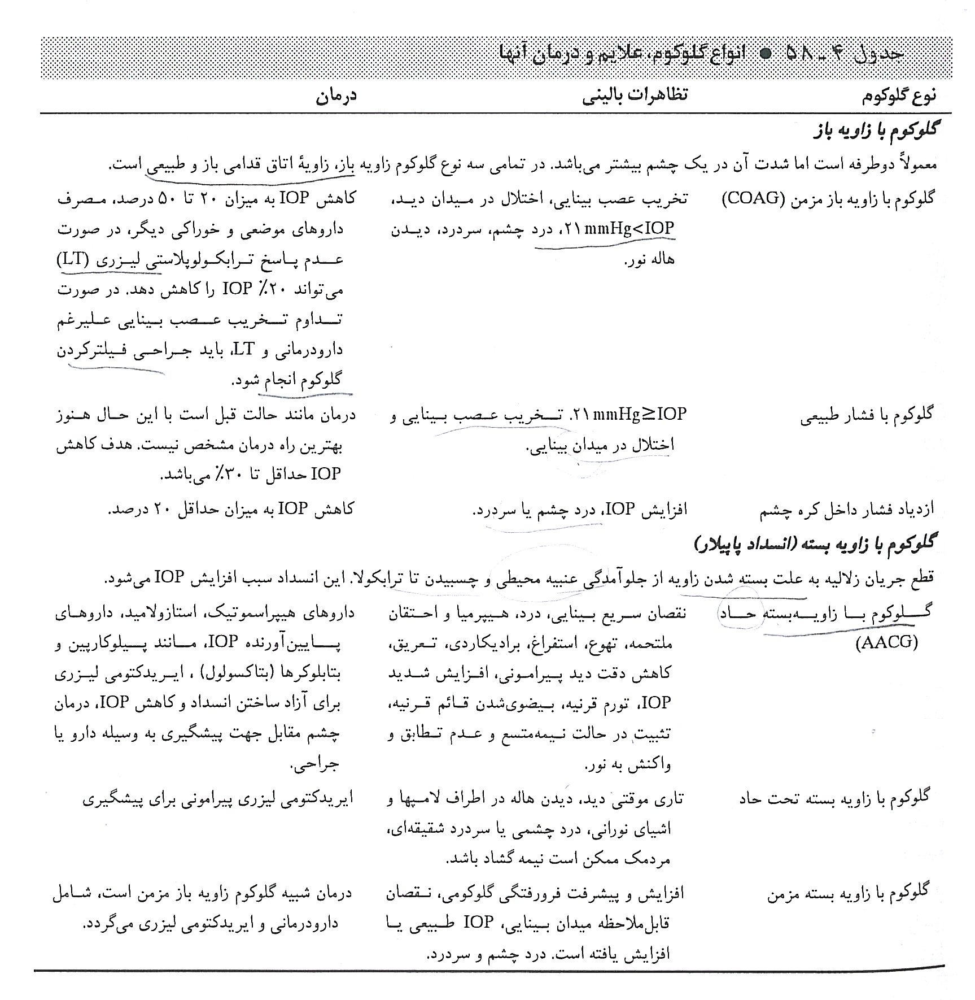 جدول ۴ ـ ۵۸ ● انواع گلوکوم، علایم و درمان آنها
نوع گلوکوم تظاهرات بالینی درمان
گلوکوم با زاویه باز
معمولاً دوطرفه است اما شدت آن در یک چشم بیشتر می‌باشد. در تمامی سه نوع گلوکوم زاویه باز، زاویهٔ اتاق قدامی باز و طبیعی است.
گلوکوم با زاویه باز مزمن (COAG)
تخریب عصب بینایی، اختلال در میدان دید،
۲۱mmHg<IOP، درد چشم، سردرد، دیدن
هاله نور.
کاهش IOP به میزان ۲۰ تا ۵۰ درصد، مصرف
داروهای موضعی و خوراکی دیگر، در صورت
عدم پاسخ ترابکولوپلاستی لیزری (LT)
می‌تواند ۲۰٪ IOP را کاهش دهد. در صورت
تداوم تخریب عصب بینایی علیرغم
دارودرمانی و LT، باید جراحی فیلترکردن
گلوکوم انجام شود.
گلوکوم با فشار طبیعی
۲۱mmHg≥IOP. تخریب عصب بینایی و
اختلال در میدان بینایی.
درمان مانند حالت قبل است با این حال هنوز
بهترین راه درمان مشخص نیست. هدف کاهش
IOP حداقل تا ۳۰٪ می‌باشد.
ازدیاد فشار داخل کره چشم
افزایش IOP، درد چشم یا سردرد.
کاهش IOP به میزان حداقل ۲۰ درصد.
گلوکوم با زاویه بسته (انسداد پاپیلار)
قطع جریان زلالیه به علت بسته شدن زاویه از جلوآمدگی عنبیه محیطی و چسبیدن تا ترابکولا. این انسداد سبب افزایش IOP می‌شود.
گلوکوم با زاویه‌بسته حاد
(AACG)
نقصان سریع بینایی، درد، هیپرمیا و احتقان
ملتحمه، تهوع، استفراغ، برادیکاردی، تعریق،
کاهش دقت دید پیرامونی، افزایش شدید
IOP، تورم قرنیه، بیضوی‌شدن قائم قرنیه،
تثبیت در حالت نیمه‌متسع و عدم تطابق و
واکنش به نور.
داروهای هیپراسموتیک، استازولامید، داروهای
پایین‌آورنده IOP، مانند پیلوکارپین و
بتابلوکرها (بتاکسولول) ، ایریدکتومی لیزری
برای آزاد ساختن انسداد و کاهش IOP، درمان
چشم مقابل جهت پیشگیری به وسیله دارو یا
جراحی.
گلوکوم با زاویه بسته تحت حاد
تاری موقتی دید، دیدن هاله در اطراف لامپها و
اشیای نورانی، درد چشمی یا سردرد شقیقه‌ای،
مردمک ممکن است نیمه گشاد باشد.
ایریدکتومی لیزری پیرامونی برای پیشگیری
گلوکوم با زاویه بسته مزمن
افزایش و پیشرفت فرورفتگی گلوکومی، نقصان
قابل‌ملاحظه میدان بینایی، IOP طبیعی یا
افزایش یافته است. درد چشم و سردرد.
درمان شبیه گلوکوم زاویه باز مزمن است، شامل
دارودرمانی و ایریدکتومی لیزری می‌گردد.